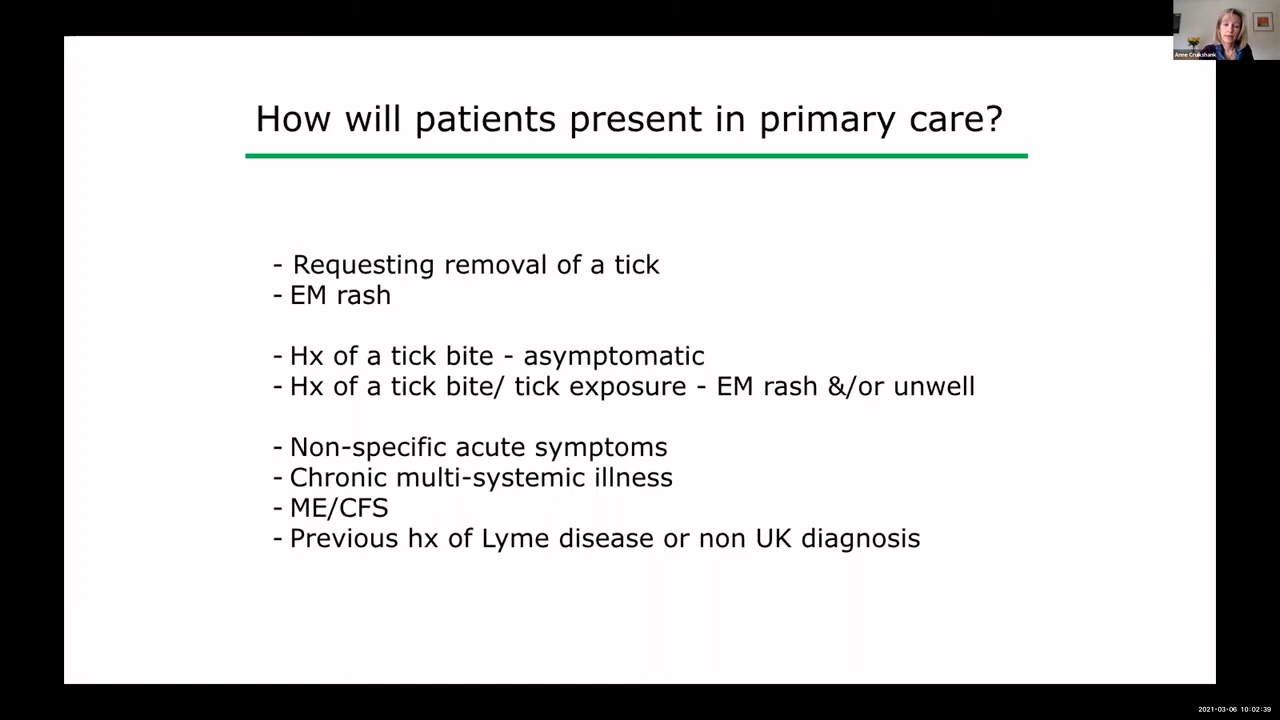 How will patients present in primary care?
- Requesting removal of a tick
- EM rash
- Hx of a tick bite - asymptomatic
- Hx of a tick bite/ tick exposure - EM rash &/or unwell
- Non-specific acute symptoms
- Chronic multi-systemic illness
- ME/CFS
- Previous hx of Lyme disease or non UK diagnosis
Anne Cruikshank
2021-03-06 10:02:39